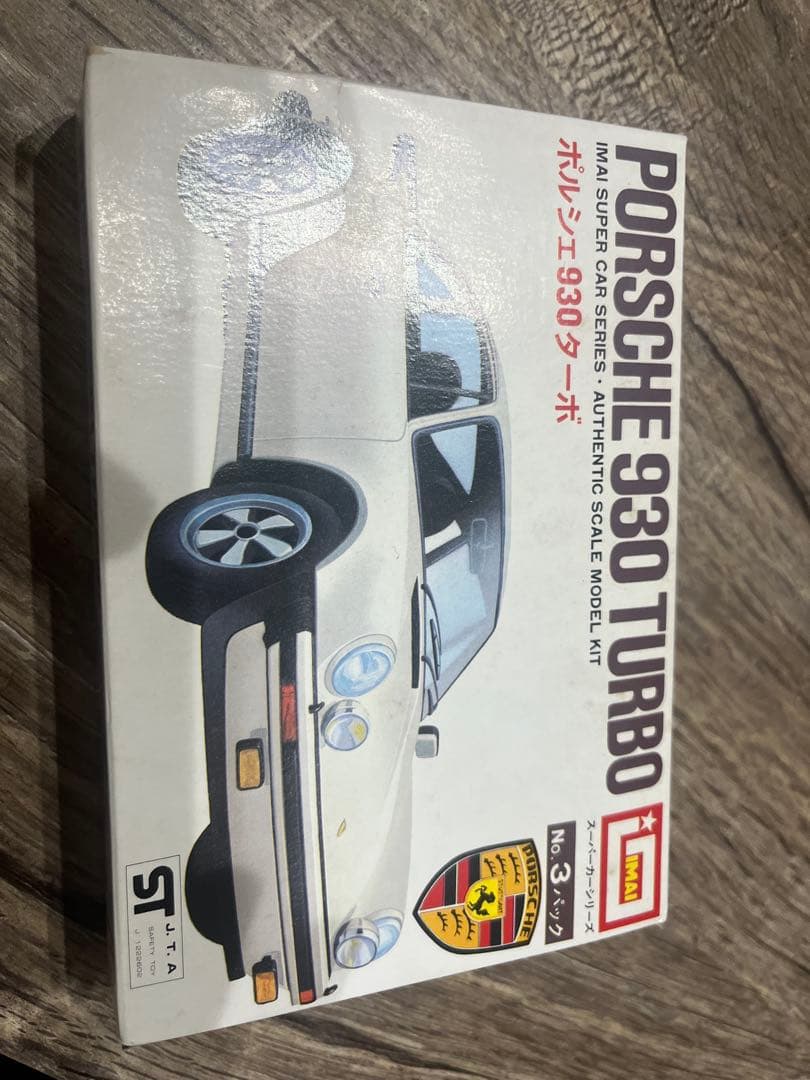 PORSCHE 930 TURBO
IMAI SUPER CAR SERIES・AUTHENTIC SCALE MODEL KIT
ポルシェ930ターボ
IMAI
スーパーカーシリーズ
No.3パック
PORSCHE
ST
J.T.A
SAFETY TOY
J 1222602